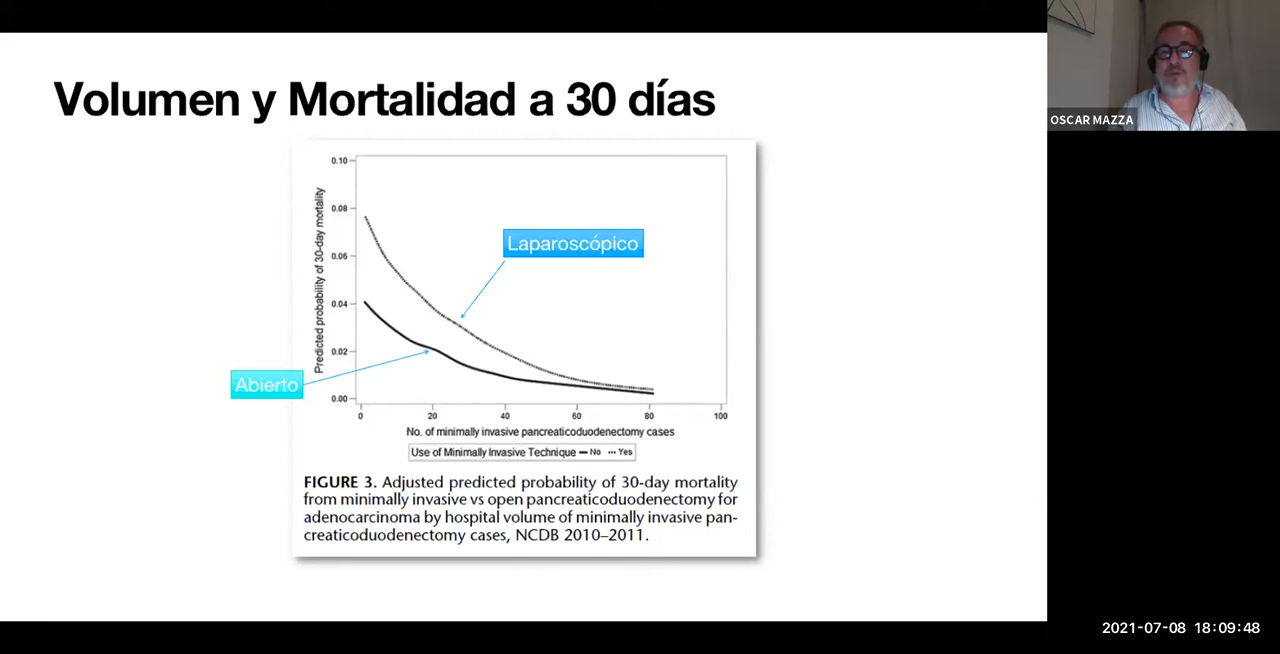 Volumen y Mortalidad a 30 días
OSCAR MAZZA
Predicted probability of 30-day mortality
0.10
0.08
0.06
0.04
0.02
0.00
Laparoscópico
Abierto
0 20 40 60 80 100
No. of minimally invasive pancreaticoduodenectomy cases
Use of Minimally Invasive Technique No Yes
FIGURE 3. Adjusted predicted probability of 30-day mortality
from minimally invasive vs open pancreaticoduodenectomy for
adenocarcinoma by hospital volume of minimally invasive pan-
creaticoduodenectomy cases, NCDB 2010–2011.
2021-07-08 18:09:48